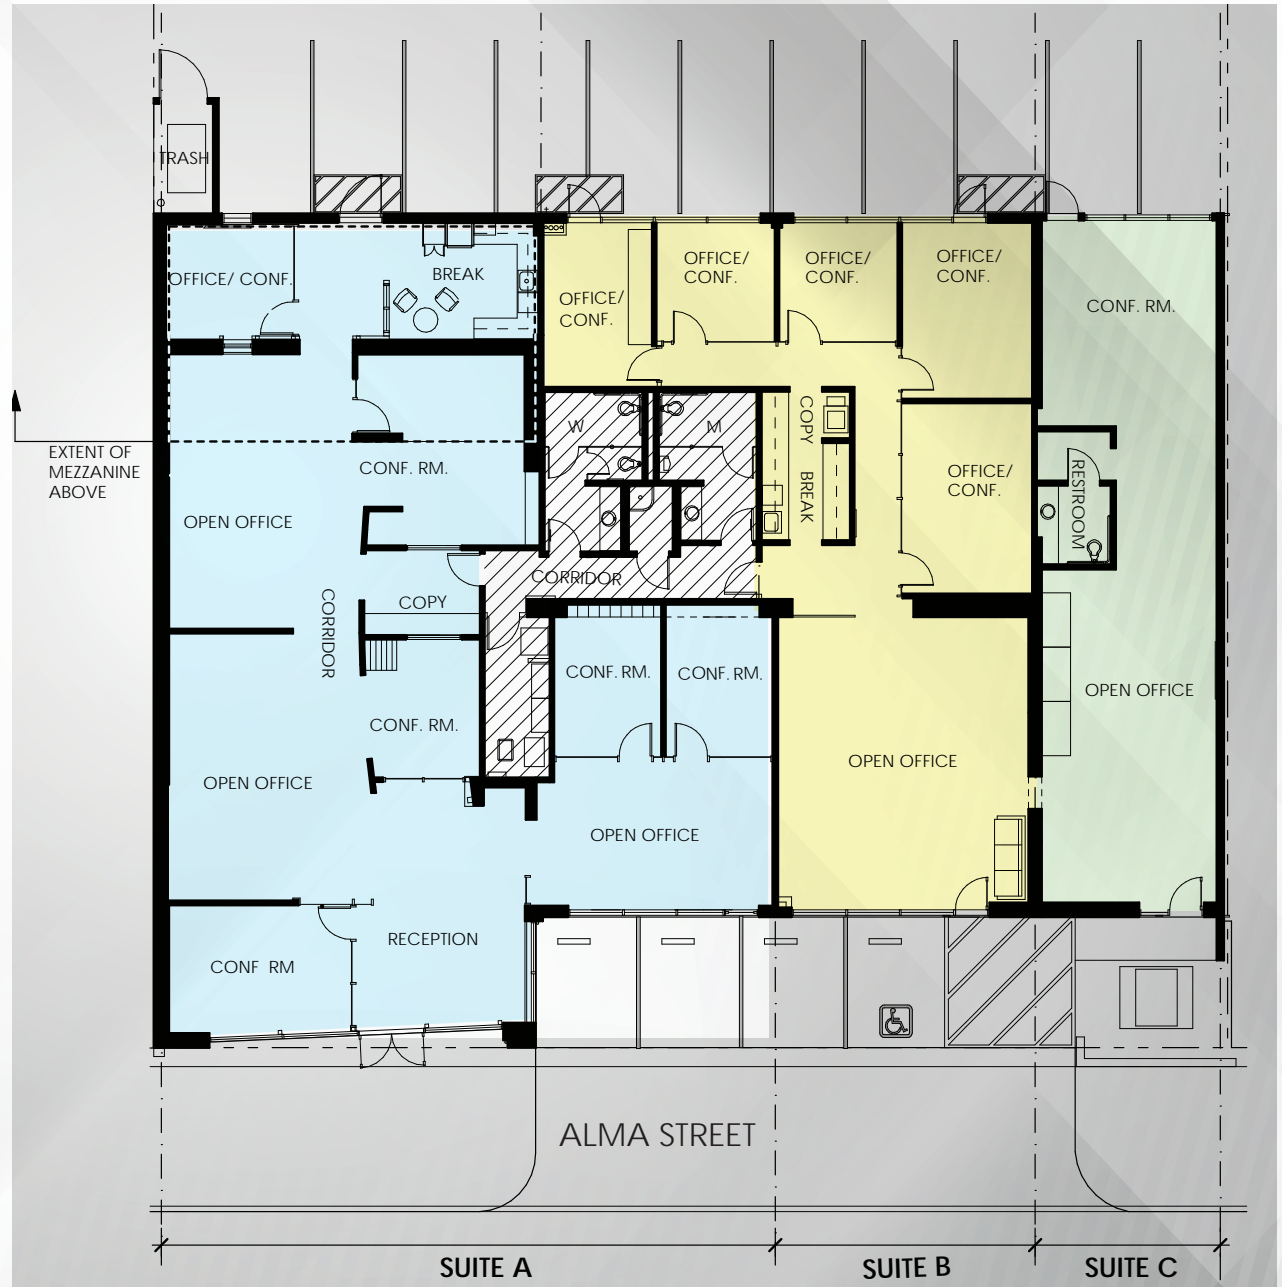 TRASH
OFFICE/ CONF.
BREAK
OFFICE/
CONF.
OFFICE/
CONF.
OFFICE/
CONF.
OFFICE/
CONF.
CONF. RM.
EXTENT OF
MEZZANINE
ABOVE
CONF. RM.
OPEN OFFICE
W
M
COPY
BREAK
OFFICE/
CONF.
RESTROOM
CORRIDOR
COPY
CORRIDOR
CONF. RM.
CONF. RM.
CONF. RM.
OPEN OFFICE
OPEN OFFICE
OPEN OFFICE
OPEN OFFICE
RECEPTION
CONF RM
ALMA STREET
SUITE A
SUITE B
SUITE C